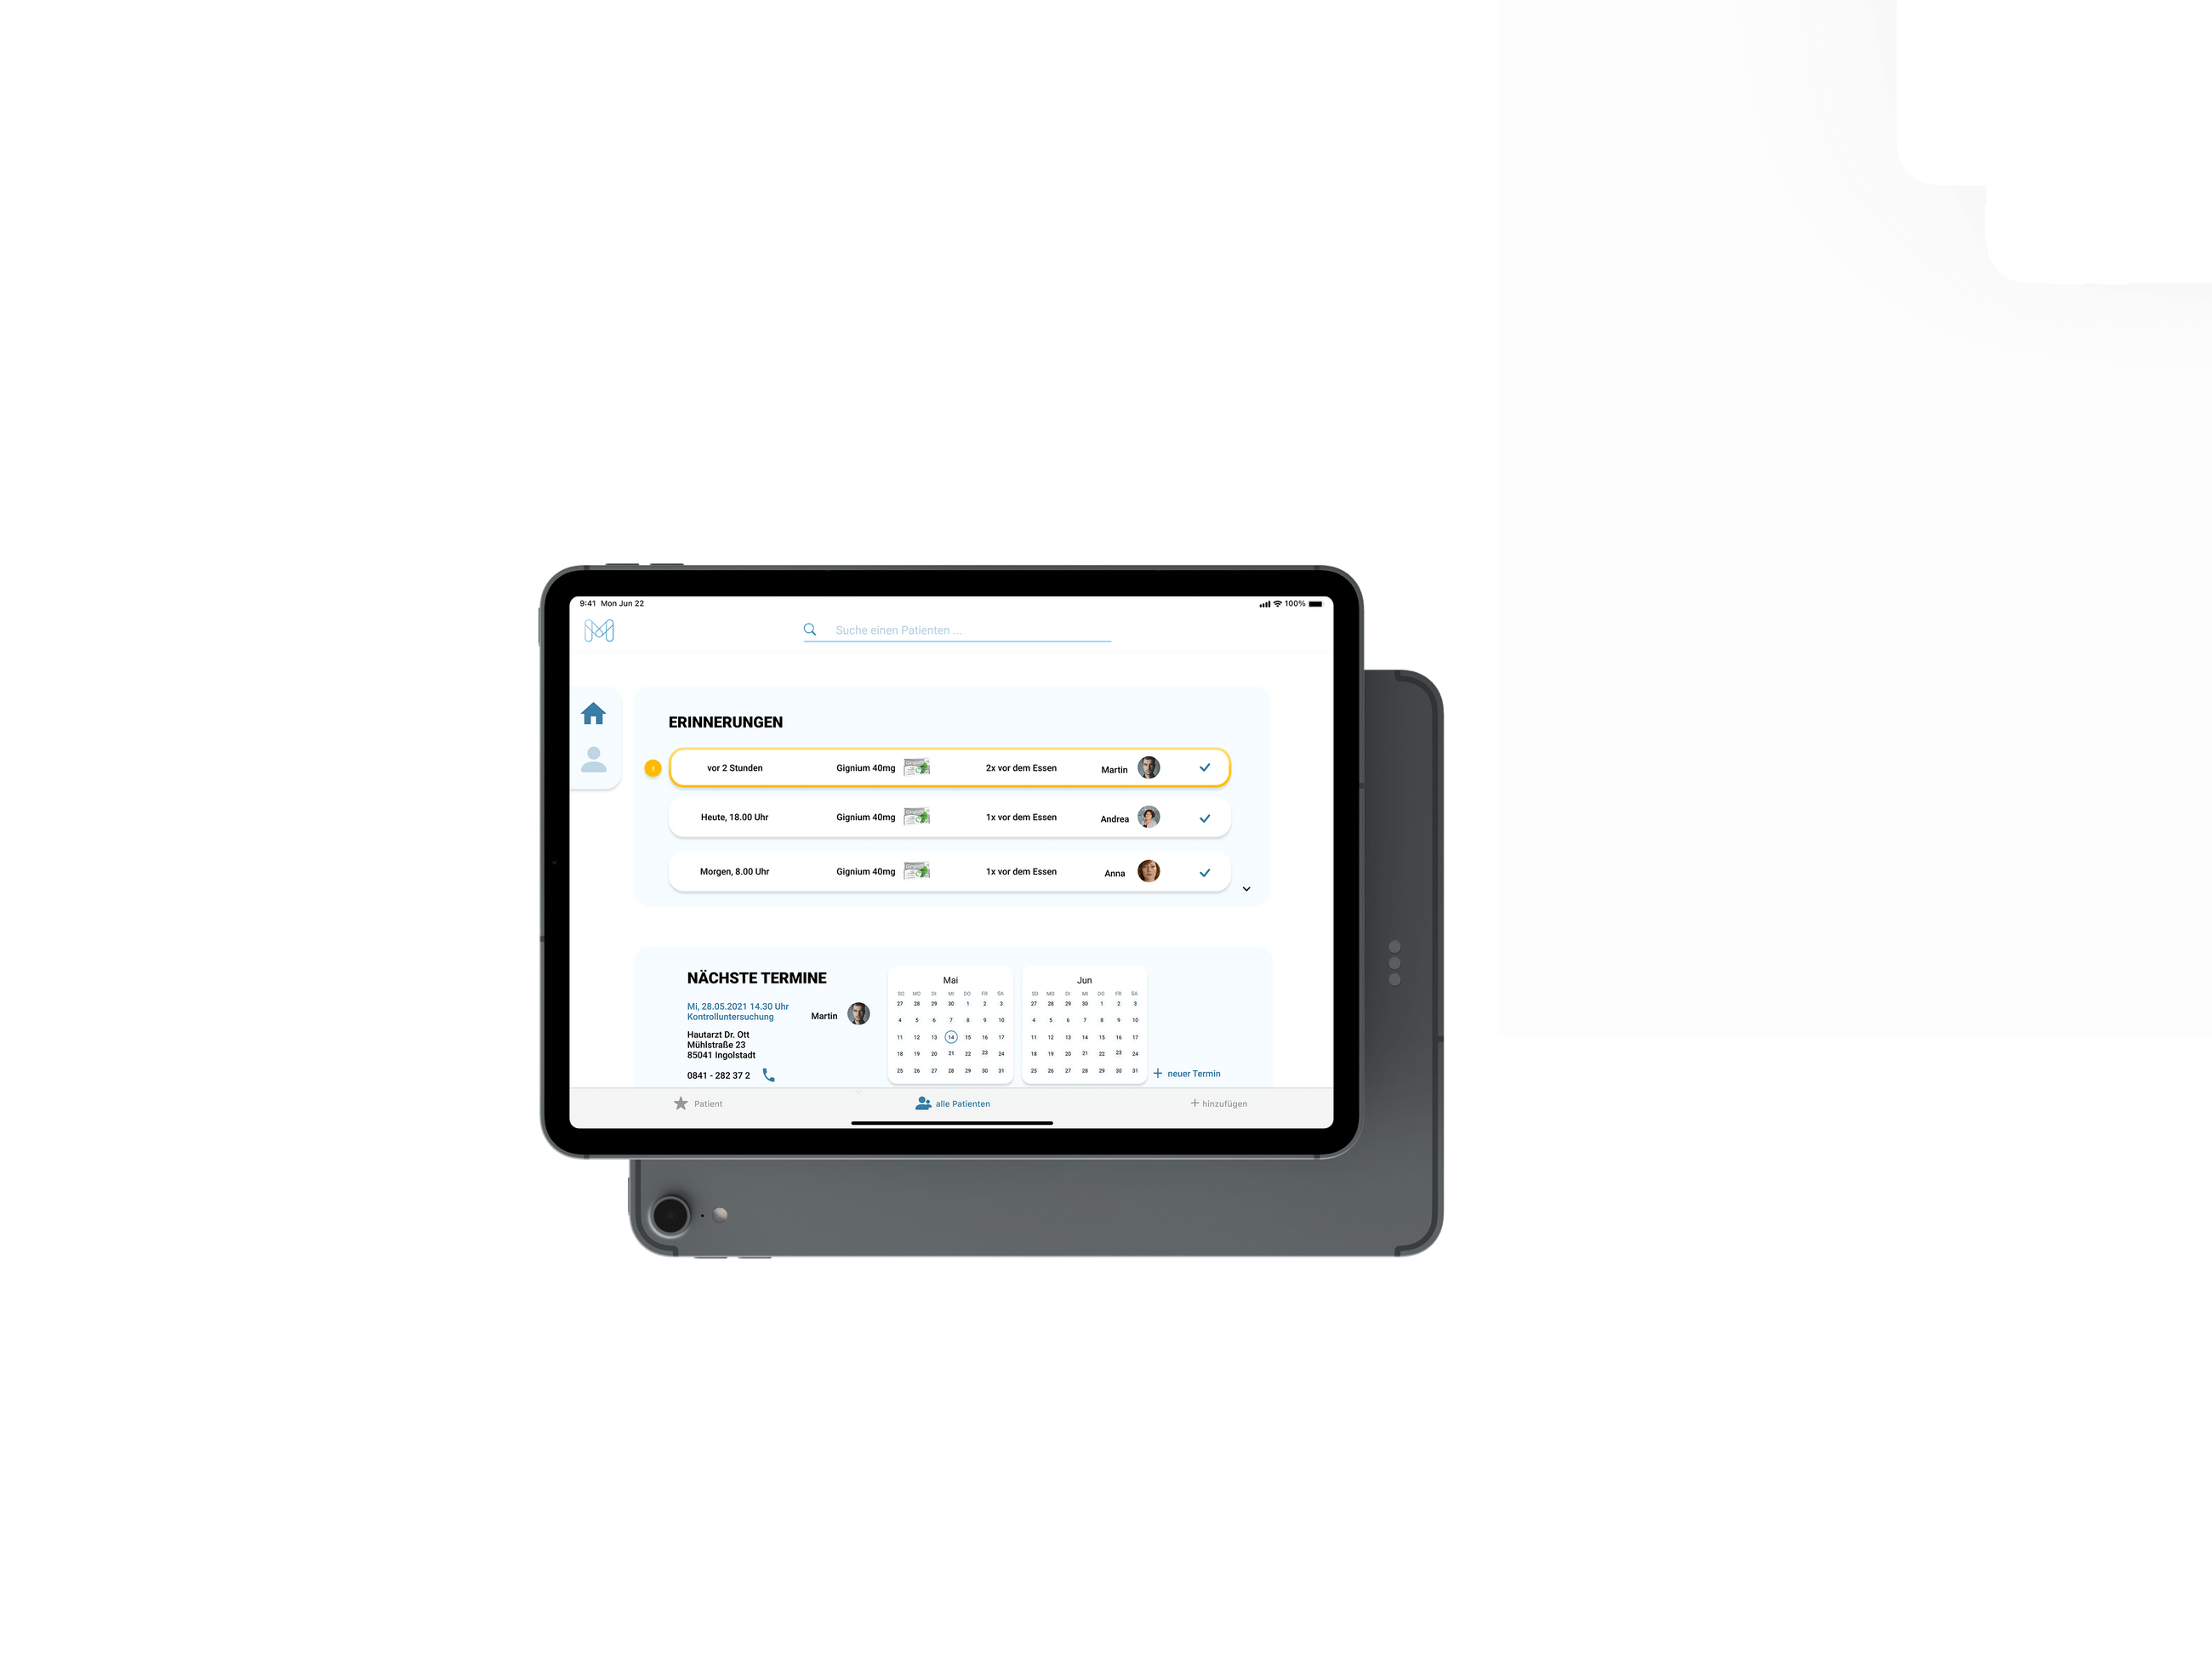 9:41 Mon Jun 22
100%
Suche einen Patienten ...
ERINNERUNGEN
vor 2 Stunden Gignium 40mg 2x vor dem Essen Martin
Heute, 18.00 Uhr Gignium 40mg 1x vor dem Essen Andrea
Morgen, 8.00 Uhr Gignium 40mg 1x vor dem Essen Anna
NÄCHSTE TERMINE
Mi, 28.05.2021 14.30 Uhr
Kontrolluntersuchung
Martin
Hautarzt Dr. Ott
Mühlstraße 23
85041 Ingolstadt
0841 - 282 37 2
Mai
SO MO DI MI DO FR SA
27 28 29 30 1 2 3
4 5 6 7 8 9 10
11 12 13 14 15 16 17
18 19 20 21 22 23 24
25 26 27 28 29 30 31
Jun
SO MO DI MI DO FR SA
27 28 29 30 1 2 3
4 5 6 7 8 9 10
11 12 13 14 15 16 17
18 19 20 21 22 23 24
25 26 27 28 29 30 31
+ neuer Termin
Patient
alle Patienten
+ hinzufügen